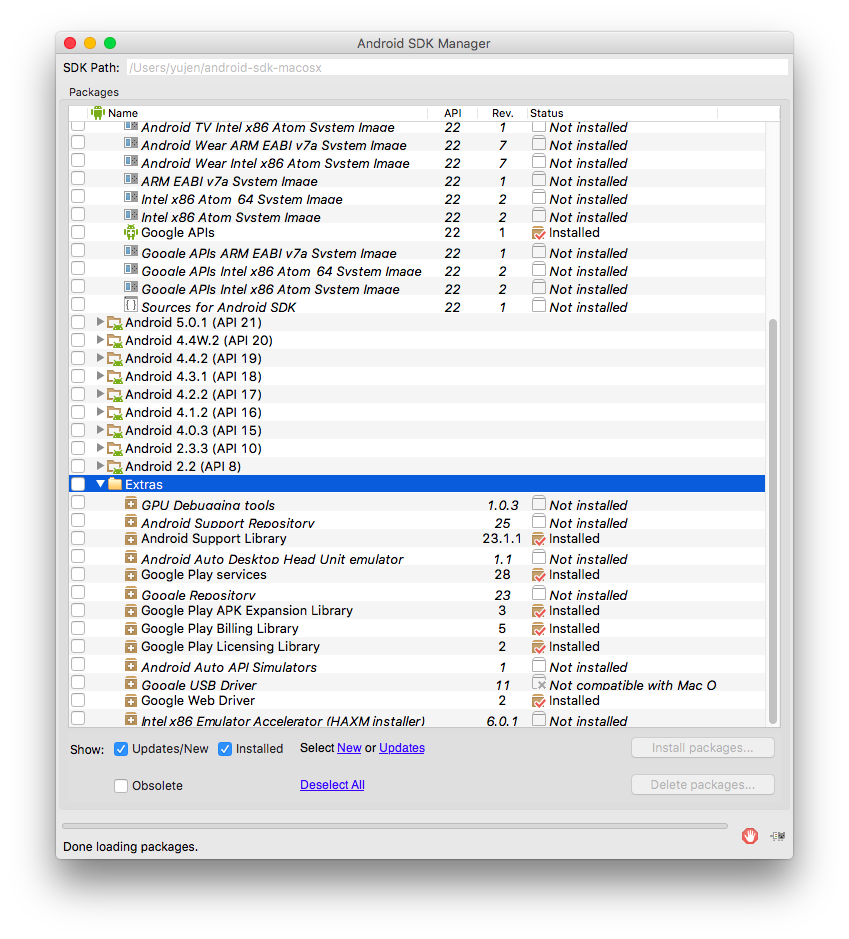 Android SDK Manager
SDK Path: /Users/yujen/android-sdk-macosx
Packages
Name API Rev. Status
Android TV Intel x86 Atom System Image 22 1 Not installed
Android Wear ARM EABI v7a System Image 22 7 Not installed
Android Wear Intel x86 Atom System Image 22 7 Not installed
ARM EABI v7a System Image 22 1 Not installed
Intel x86 Atom_64 System Image 22 2 Not installed
Intel x86 Atom System Image 22 2 Not installed
Google APIs 22 1 Installed
Google APIs ARM EABI v7a System Image 22 1 Not installed
Google APIs Intel x86 Atom_64 System Image 22 2 Not installed
Google APIs Intel x86 Atom System Image 22 2 Not installed
Sources for Android SDK 22 1 Not installed
Android 5.0.1 (API 21)
Android 4.4W.2 (API 20)
Android 4.4.2 (API 19)
Android 4.3.1 (API 18)
Android 4.2.2 (API 17)
Android 4.1.2 (API 16)
Android 4.0.3 (API 15)
Android 2.3.3 (API 10)
Android 2.2 (API 8)
Extras
GPU Debugging tools 1.0.3 Not installed
Android Support Repository 25 Not installed
Android Support Library 23.1.1 Installed
Android Auto Desktop Head Unit emulator 1.1 Not installed
Google Play services 28 Installed
Google Repository 23 Not installed
Google Play APK Expansion Library 3 Installed
Google Play Billing Library 5 Installed
Google Play Licensing Library 2 Installed
Android Auto API Simulators 1 Not installed
Google USB Driver 11 Not compatible with Mac O
Google Web Driver 2 Installed
Intel x86 Emulator Accelerator (HAXM installer) 6.0.1 Not installed
Show: Updates/New Installed Select New or Updates Install packages...
Obsolete Deselect All Delete packages...
Done loading packages.